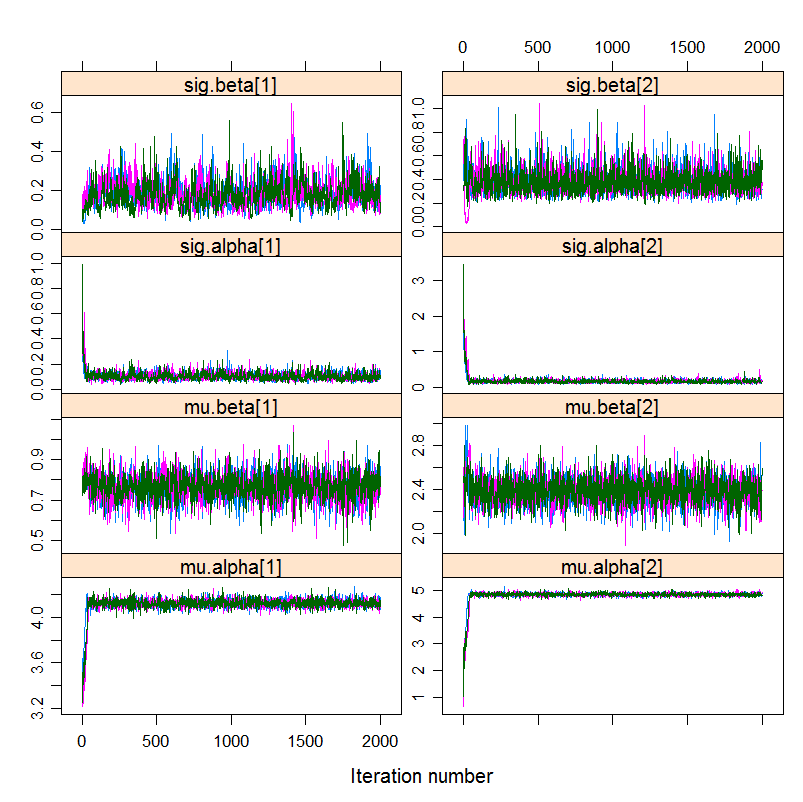 0 500 1000 1500 2000
sig.beta[1] sig.beta[2]
0.0 0.2 0.4 0.6
0.00.20.40.60.81.0
sig.alpha[1] sig.alpha[2]
0.00.20.40.60.81.0
0 1 2 3
mu.beta[1] mu.beta[2]
0.5 0.7 0.9
2.0 2.4 2.8
mu.alpha[1] mu.alpha[2]
3.2 3.6 4.0
1 2 3 4 5
0 500 1000 1500 2000
Iteration number